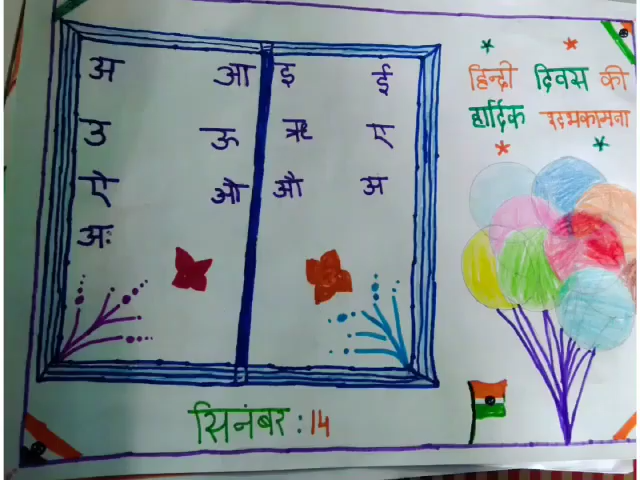 अ आ इ ई
उ ऊ ऋ ए
ऐ ओ औ अ
अः
हिन्दी दिवस की
हार्दिक शुभकामना
सिनंबर : 14